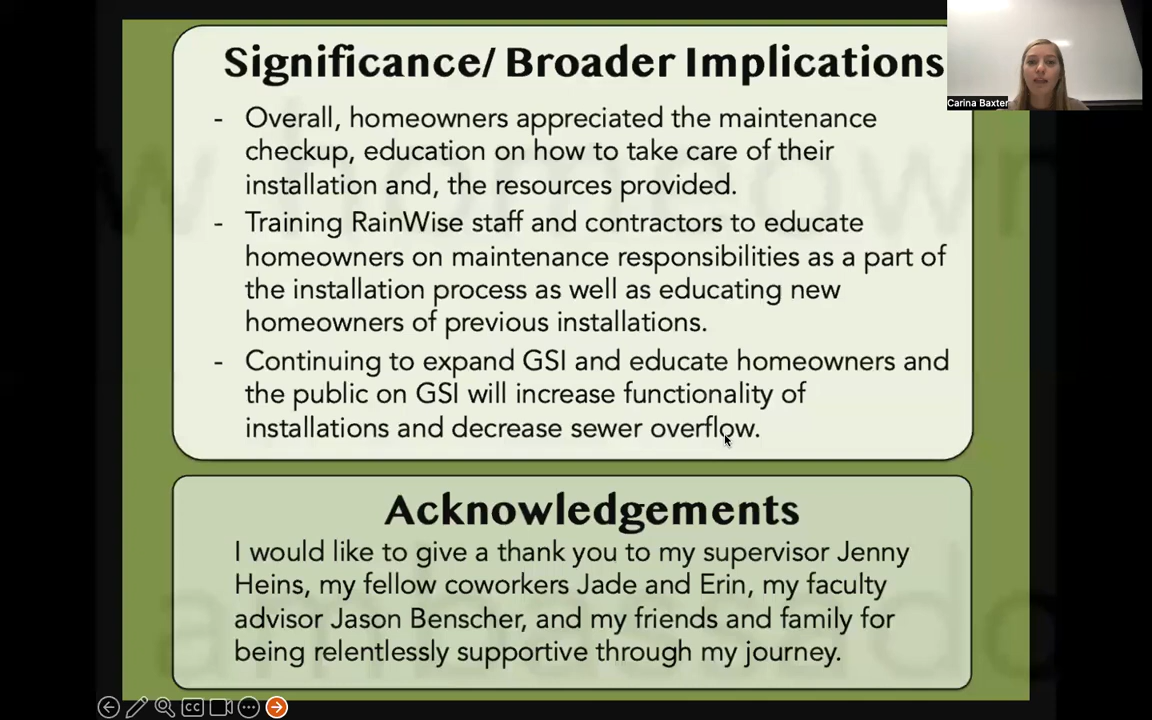 Significance/ Broader Implications
Carina Baxter
- Overall, homeowners appreciated the maintenance
checkup, education on how to take care of their
installation and, the resources provided.
- Training RainWise staff and contractors to educate
homeowners on maintenance responsibilities as a part of
the installation process as well as educating new
homeowners of previous installations.
- Continuing to expand GSI and educate homeowners and
the public on GSI will increase functionality of
installations and decrease sewer overflow.
Acknowledgements
I would like to give a thank you to my supervisor Jenny
Heins, my fellow coworkers Jade and Erin, my faculty
advisor Jason Benscher, and my friends and family for
being relentlessly supportive through my journey.
CC